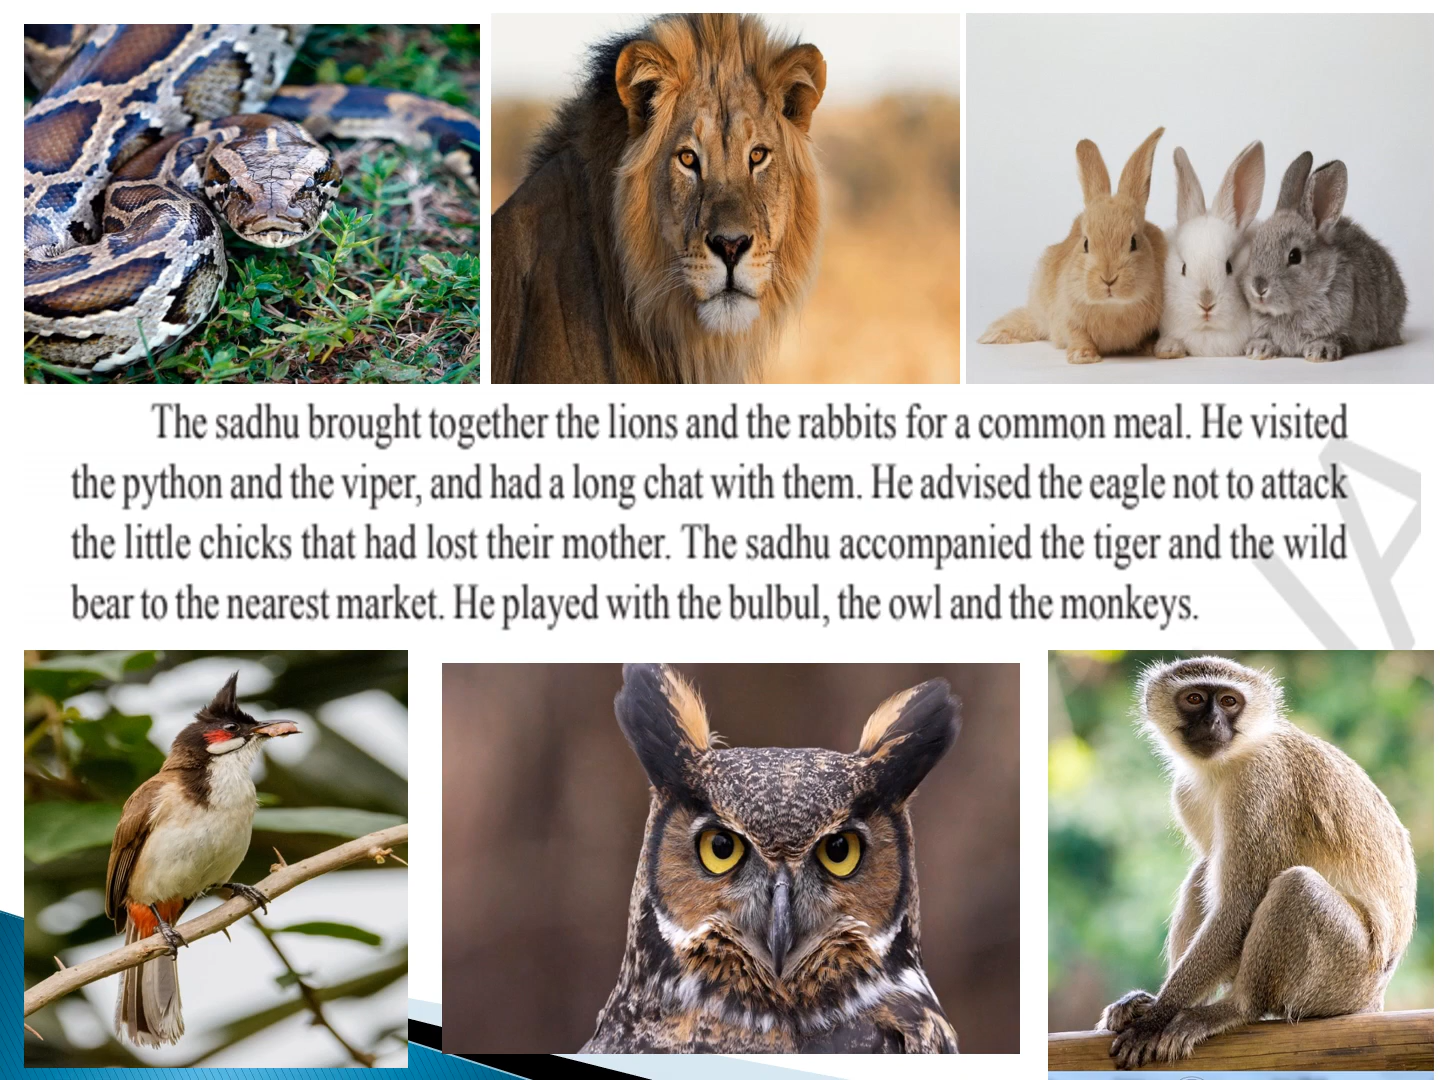 The sadhu brought together the lions and the rabbits for a common meal. He visited
the python and the viper, and had a long chat with them. He advised the eagle not to attack
the little chicks that had lost their mother. The sadhu accompanied the tiger and the wild
bear to the nearest market. He played with the bulbul, the owl and the monkeys.
IA